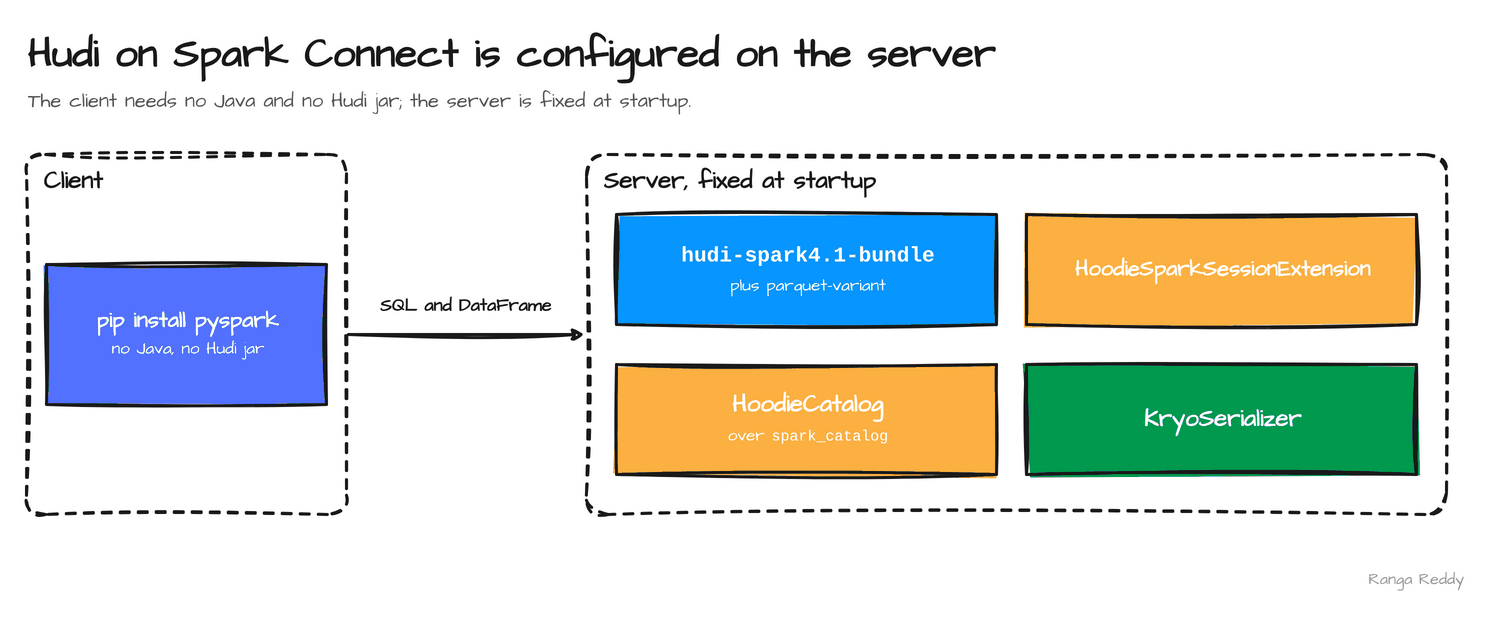 Hudi on Spark Connect is configured on the server
The client needs no Java and no Hudi jar; the server is fixed at startup.
Client
pip install pyspark
no Java, no Hudi jar
SQL and DataFrame
Server, fixed at startup
hudi-spark4.1-bundle
plus parquet-variant
HoodieSparkSessionExtension
HoodieCatalog
over spark_catalog
KryoSerializer
Ranga Reddy